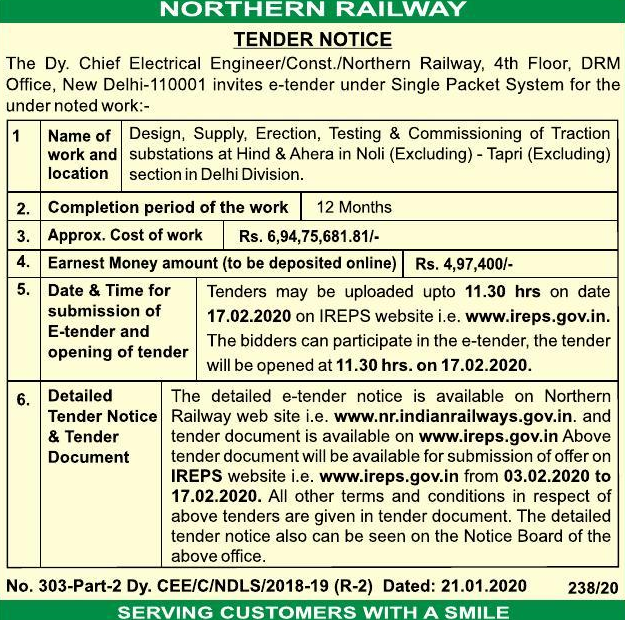 NORTHERN RAILWAY
TENDER NOTICE
The Dy. Chief Electrical Engineer/Const./Northern Railway, 4th Floor, DRM
Office, New Delhi-110001 invites e-tender under Single Packet System for the
under noted work:-
1 Name of work and location
Design, Supply, Erection, Testing & Commissioning of Traction
substations at Hind & Ahera in Noli (Excluding) - Tapri (Excluding)
section in Delhi Division.
2. Completion period of the work 12 Months
3. Approx. Cost of work Rs. 6,94,75,681.81/-
4. Earnest Money amount (to be deposited online) Rs. 4,97,400/-
5. Date & Time for
submission of
E-tender and
opening of tender
Tenders may be uploaded upto 11.30 hrs on date
17.02.2020 on IREPS website i.e. www.ireps.gov.in.
The bidders can participate in the e-tender, the tender
will be opened at 11.30 hrs. on 17.02.2020.
6. Detailed
Tender Notice
& Tender
Document
The detailed e-tender notice is available on Northern
Railway web site i.e. www.nr.indianrailways.gov.in. and
tender document is available on www.ireps.gov.in Above
tender document will be available for submission of offer on
IREPS website i.e. www.ireps.gov.in from 03.02.2020 to
17.02.2020. All other terms and conditions in respect of
above tenders are given in tender document. The detailed
tender notice also can be seen on the Notice Board of the
above office.
No. 303-Part-2 Dy. CEE/C/NDLS/2018-19 (R-2) Dated: 21.01.2020 238/20
SERVING CUSTOMERS WITH A SMILE